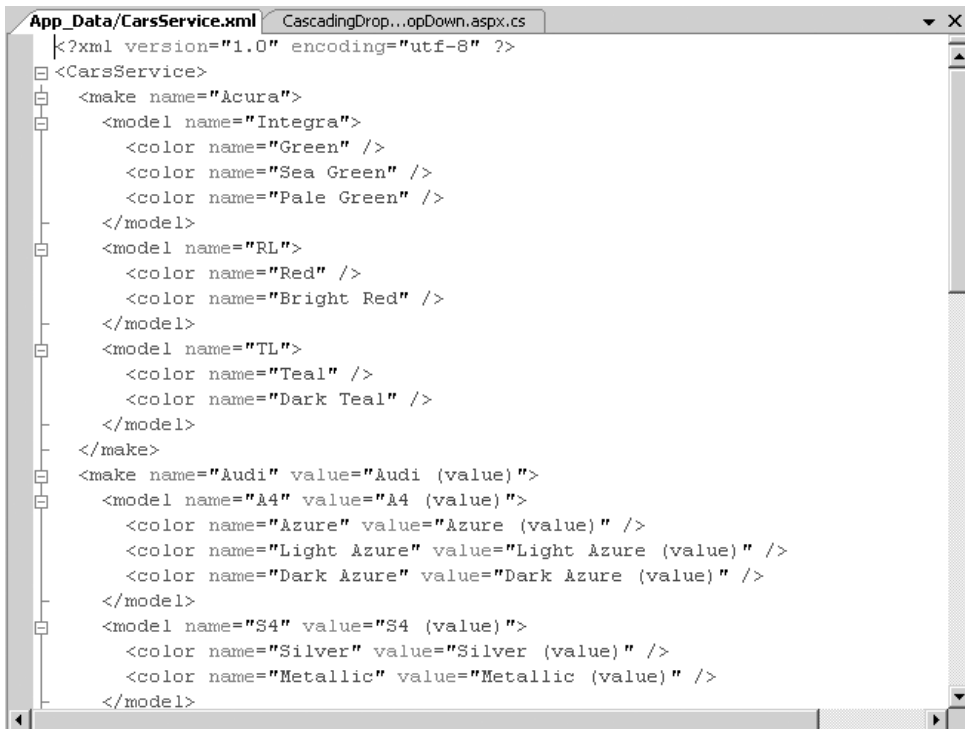 App_Data/CarsService.xml CascadingDrop...opDown.aspx.cs
<?xml version="1.0" encoding="utf-8" ?>
<CarsService>
<make name="Acura">
<model name="Integra">
<color name="Green" />
<color name="Sea Green" />
<color name="Pale Green" />
</model>
<model name="RL">
<color name="Red" />
<color name="Bright Red" />
</model>
<model name="TL">
<color name="Teal" />
<color name="Dark Teal" />
</model>
</make>
<make name="Audi" value="Audi (value)">
<model name="A4" value="A4 (value)">
<color name="Azure" value="Azure (value)" />
<color name="Light Azure" value="Light Azure (value)" />
<color name="Dark Azure" value="Dark Azure (value)" />
</model>
<model name="S4" value="S4 (value)">
<color name="Silver" value="Silver (value)" />
<color name="Metallic" value="Metallic (value)" />
</model>